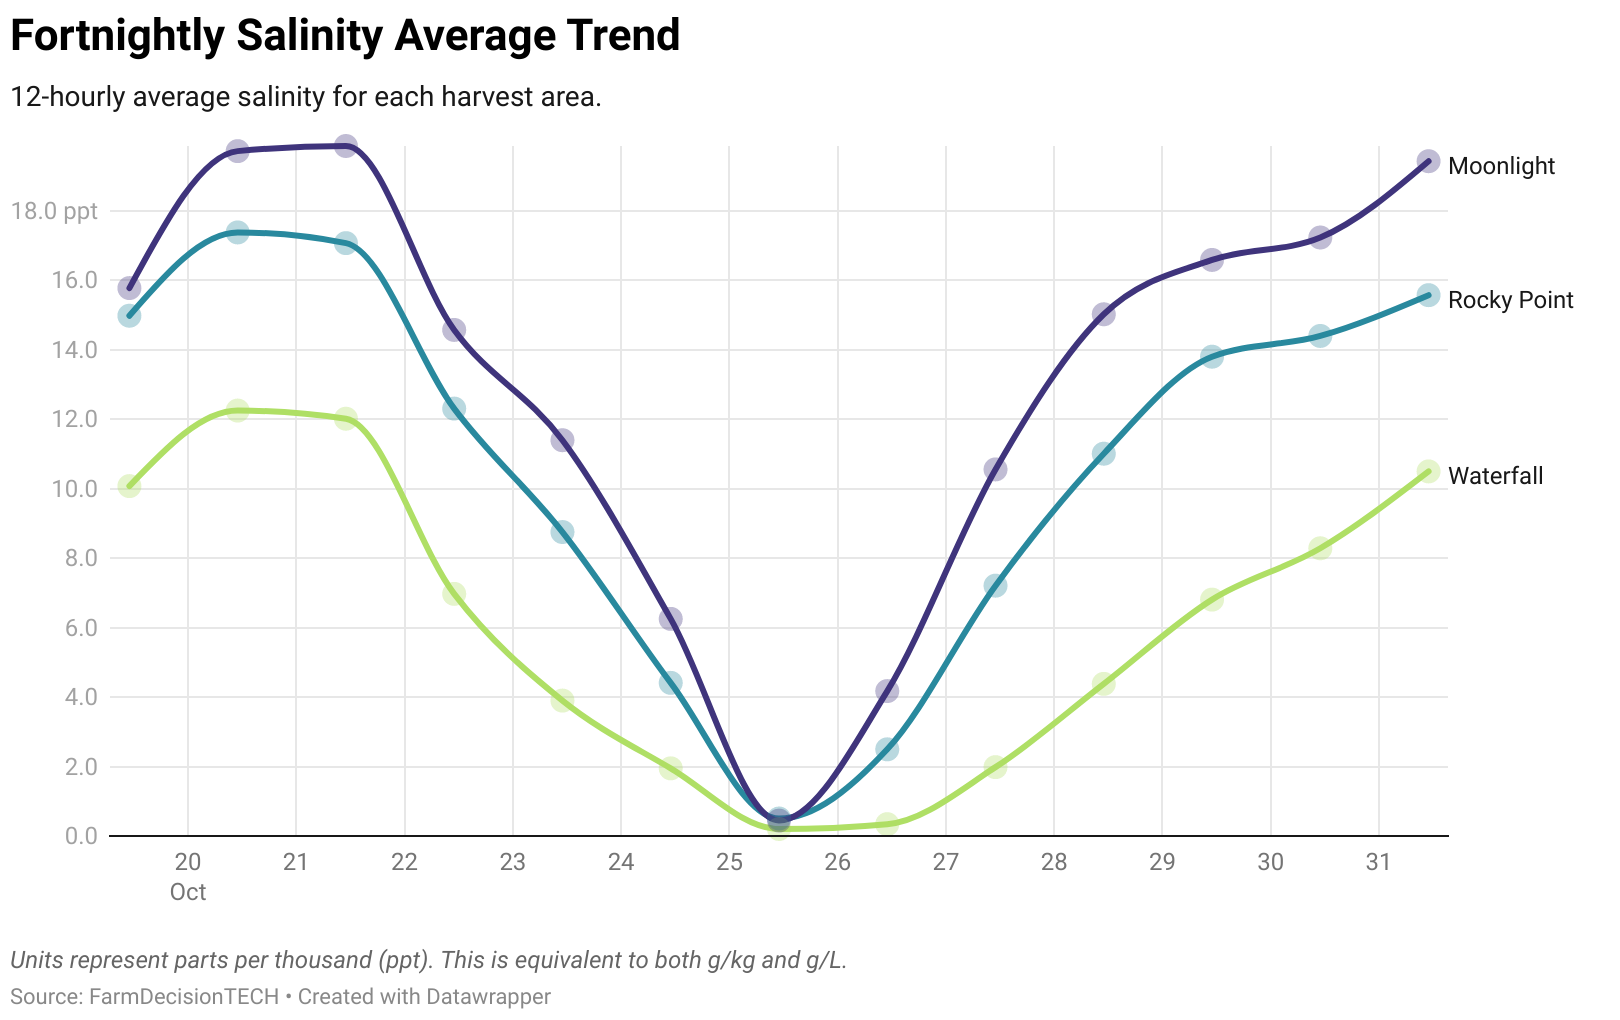 Fortnightly Salinity Average Trend
12-hourly average salinity for each harvest area.
Moonlight
18.0 ppt
16.0
Rocky Point
14.0
12.0
10.0
Waterfall
8.0
6.0
4.0
2.0
0.0
20 21 22 23 24 25 26 27 28 29 30 31
Oct
Units represent parts per thousand (ppt). This is equivalent to both g/kg and g/L.
Source: FarmDecisionTECH • Created with Datawrapper